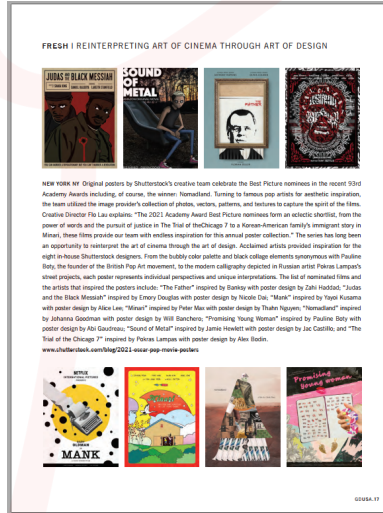 FRESH | REINTERPRETING ART OF CINEMA THROUGH ART OF DESIGN
JUDAS AND THE BLACK MESSIAH
SOUND OF METAL
NEW YORK NY Original posters by Shutterstock's creative team celebrate the Best Picture nominees in the recent 93rd
Academy Awards including, of course, the winner: Nomadland. Turning to famous pop artists for aesthetic inspiration,
the team utilized the image provider's collection of photos, vectors, patterns, and textures to capture the spirit of the films.
Creative Director Flo Lau explains: "The 2021 Academy Award Best Picture nominees form an eclectic shortlist, from the
power of words and the pursuit of justice in The Trial of theChicago 7 to a Korean-American family's immigrant story in
Minari, these films provide our team with endless inspiration for this annual poster collection." The series has long been
an opportunity to reinterpret the art of cinema through the art of design. Acclaimed artists provided inspiration for the
eight in-house Shutterstock designers. From the bubbly color palette and black collage elements synonymous with Pauline
Boty, the founder of the British Pop Art movement, to the modern calligraphy depicted in Russian artist Pokras Lampas's
street projects, each poster represents individual perspectives and unique interpretations. The list of nominated films and
the artists that inspired the posters include: "The Father" inspired by Banksy with poster design by Zahi Haddad; "Judas
and the Black Messiah" inspired by Emory Douglas with poster design by Nicole Dai; "Mank" inspired by Yayoi Kusama
with poster design by Alice Lee; "Minari" inspired by Peter Max with poster design by Thahn Nguyen; "Nomadland" inspired
by Johanna Goodman with poster design by Will Banchero; "Promising Young Woman" inspired by Pauline Boty with
poster design by Abi Gaudreau; "Sound of Metal" inspired by Jamie Hewlett with poster design by Jac Castillo; and "The
Trial of the Chicago 7" inspired by Pokras Lampas with poster design by Alex Bodin.
www.shutterstock.com/blog/2021-oscar-pop-movie-posters
NETFLIX
GARY
OLDMAN
MANK
Promising
Young woman
GDUSA.17